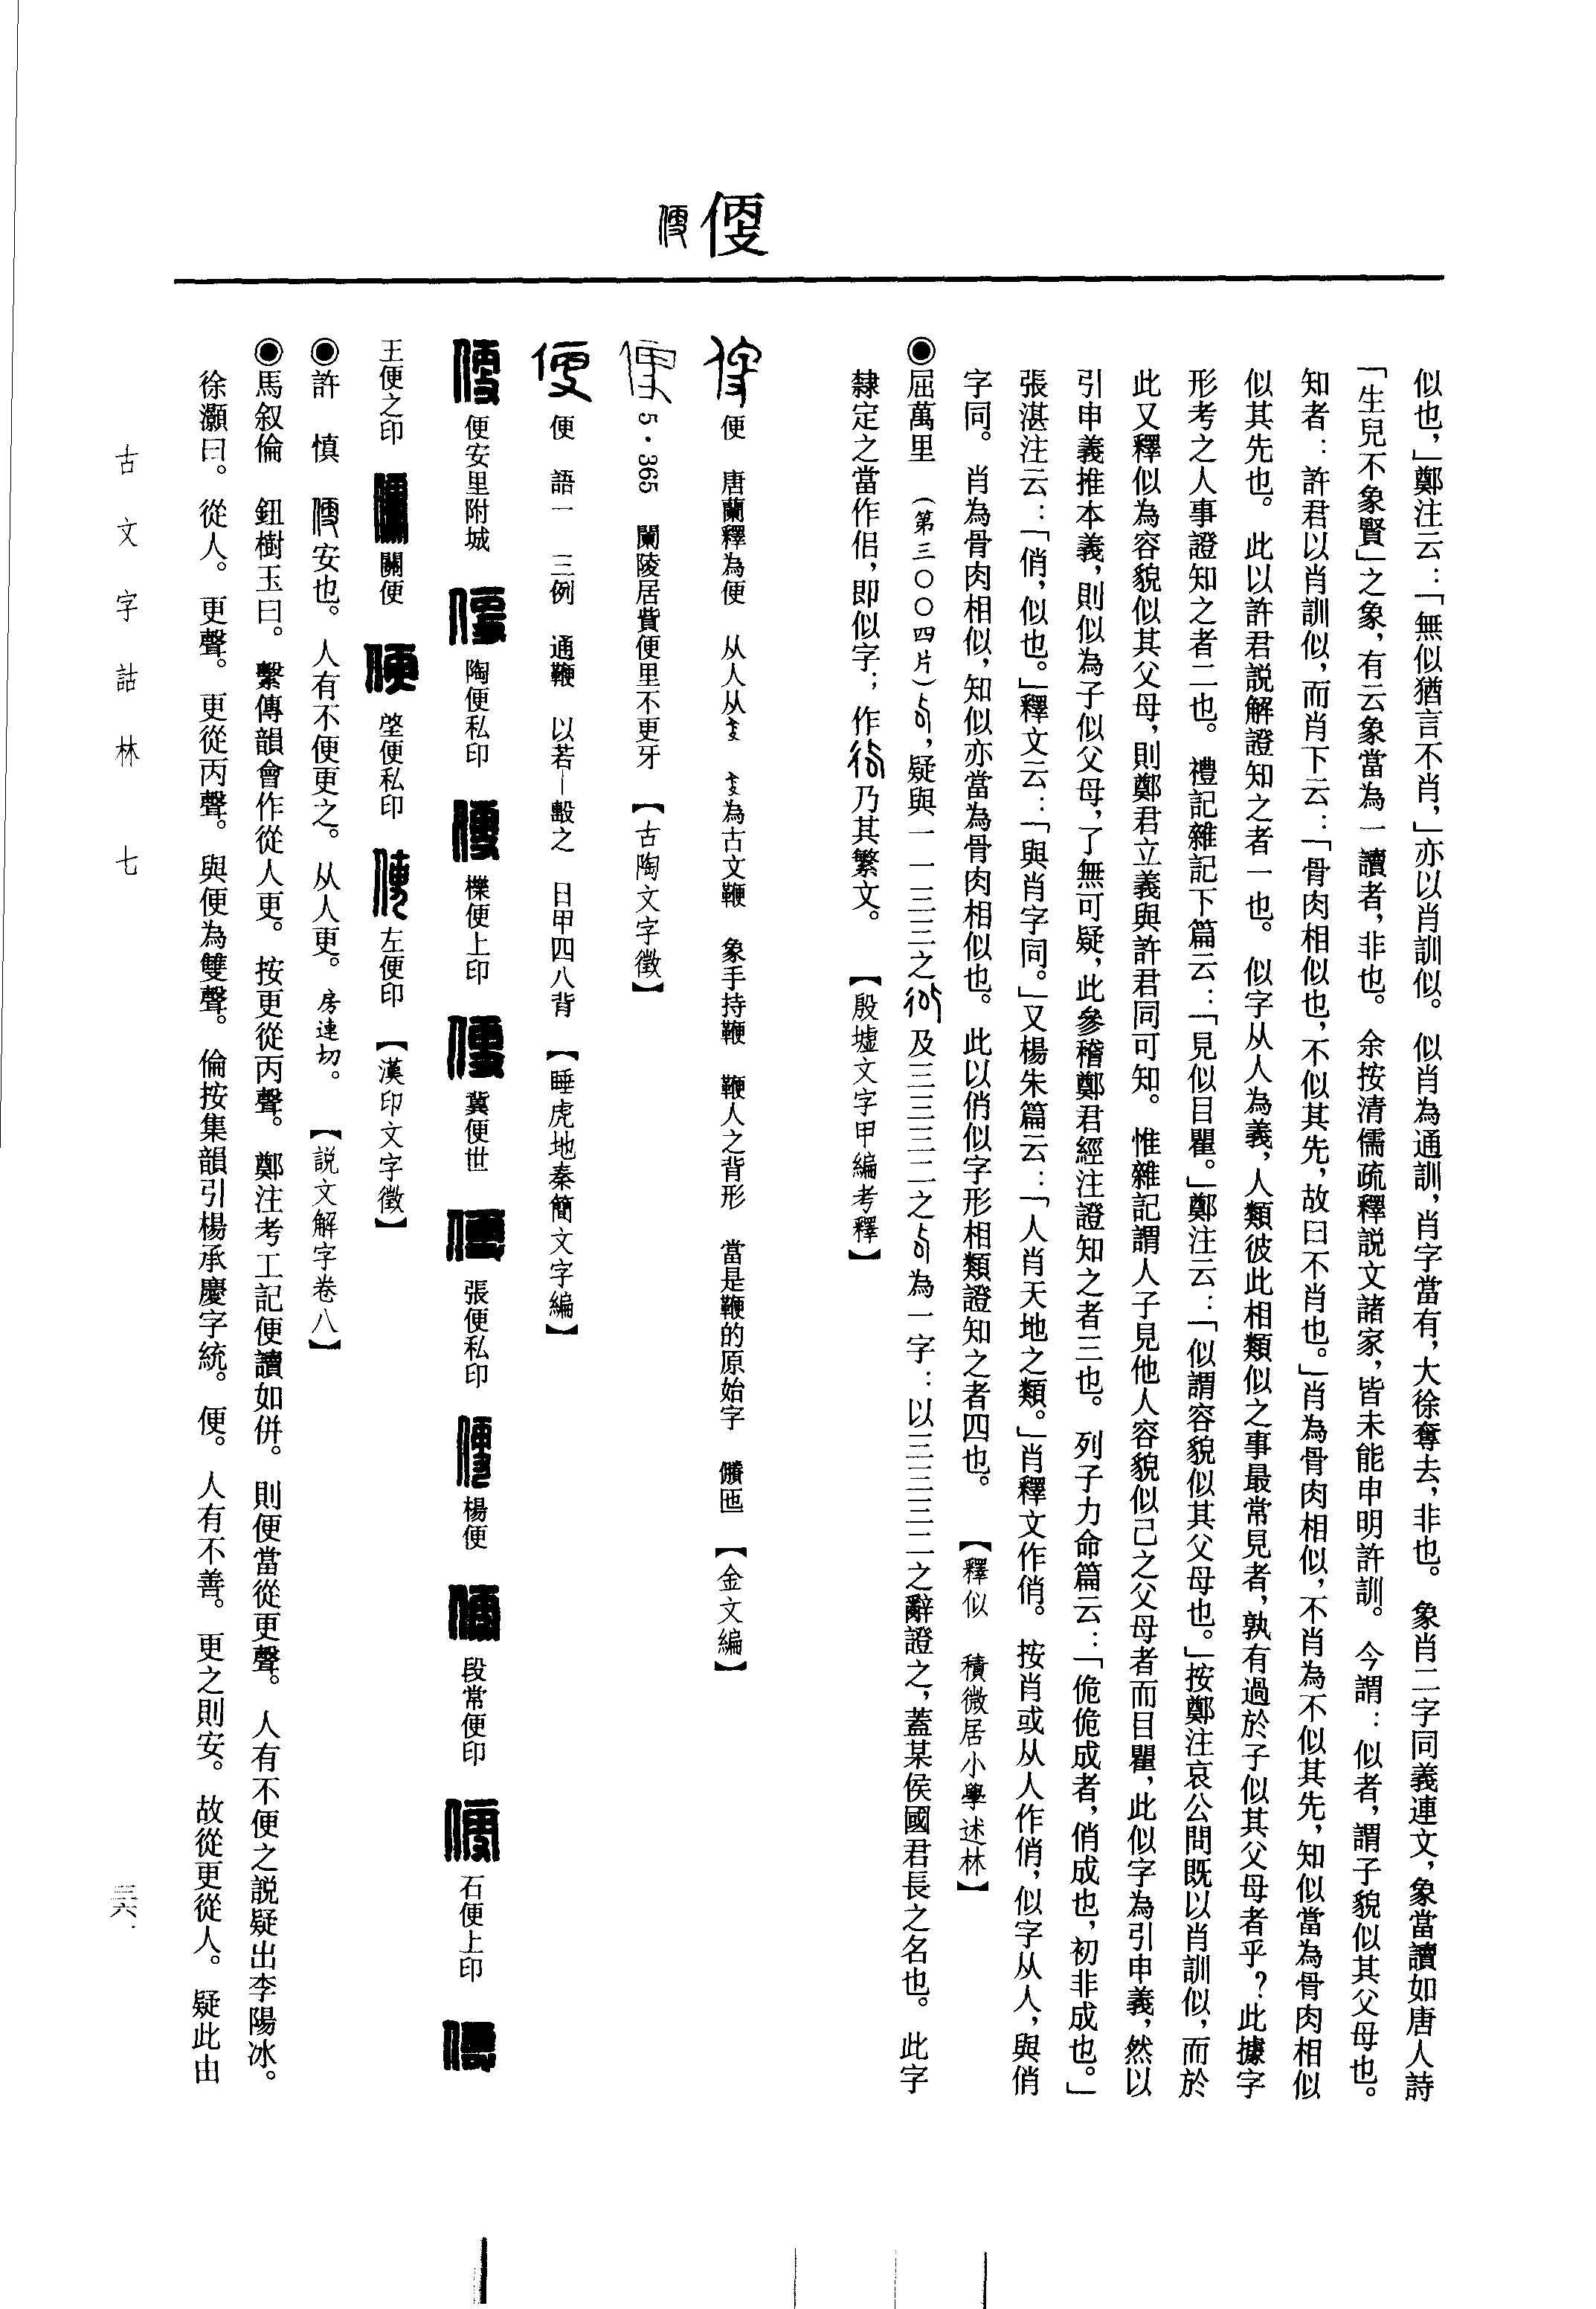 㑮
似也，」鄭注云：「無似猶言不肖，」亦以肖訓似。似肖為通訓，肖字當有，大徐奪去，非也。象肖二字同義連文，象當讀如唐人詩
「生兒不象賢」之象，有云象當為一讀者，非也。余按清儒疏釋説文諸家，皆未能申明許訓。今謂：似者，謂子貌似其父母也。
知者：許君以肖訓似，而肖下云：「骨肉相似也，不似其先，故曰不肖也。」肖為骨肉相似，不肖為不似其先，知似當為骨肉相似
似其先也。此以許君説解證知之者一也。似字从人為義，人類彼此相類似之事最常見者，孰有過於子似其父母者乎？此據字
形考之人事證知之者二也。禮記雜記下篇云：「見似目瞿。」鄭注云：「似謂容貌似其父母也。」按鄭注哀公問既以肖訓似，而於
此又釋似為容貌似其父母，則鄭君立義與許君同可知。惟雜記謂人子見他人容貌似己之父母者而目瞿，此似字為引申義，然以
引申義推本義，則似為子似父母，了無可疑，此參稽鄭君經注證知之者三也。列子力命篇云：「佹佹成者，俏成也，初非成也。」
張湛注云：「俏，似也。」釋文云：「與肖字同。」又楊朱篇云：「人肖天地之類。」肖釋文作俏。按肖或从人作俏，似字从人，與俏
字同。肖為骨肉相似，知似亦當為骨肉相似也。此以俏似字形相類證知之者四也。【釋似 積微居小學述林】
◉屈萬里 （第三〇〇四片），疑與一一三三之及三三三二之為一字：以三三三二之辭證之，蓋某侯國君長之名也。此字
隸定之當作佀，即似字；作乃其繁文。【殷墟文字甲編考釋】
便 唐蘭釋為便 从人从 為古文鞭 象手持鞭 鞭人之背形 當是鞭的原始字 儥匜 【金文編】
5·365 闌陵居貲便里不更牙 【古陶文字徵】
便 語一 三例 通鞭 以若—毄之 日甲四八背 【睡虎地秦簡文字編】
便安里附城 陶便私印 櫟便上印 冀便世 張便私印 楊便 段常便印 石便上印
王便之印 關便 便私印 左便印 【漢印文字徵】
◉許 慎 安也。人有不便更之。从人更。房連切。【説文解字卷八】
◉馬叙倫 鈕樹玉曰。繫傳韻會作從人更。按更從丙聲。鄭注考工記便讀如併。則便當從更聲。人有不便之説疑出李陽冰。
徐灝曰。從人。更聲。更從丙聲。與便為雙聲。倫按集韻引楊承慶字統。便。人有不善。更之則安。故從更從人。疑此由
古文字詁林 七
三六